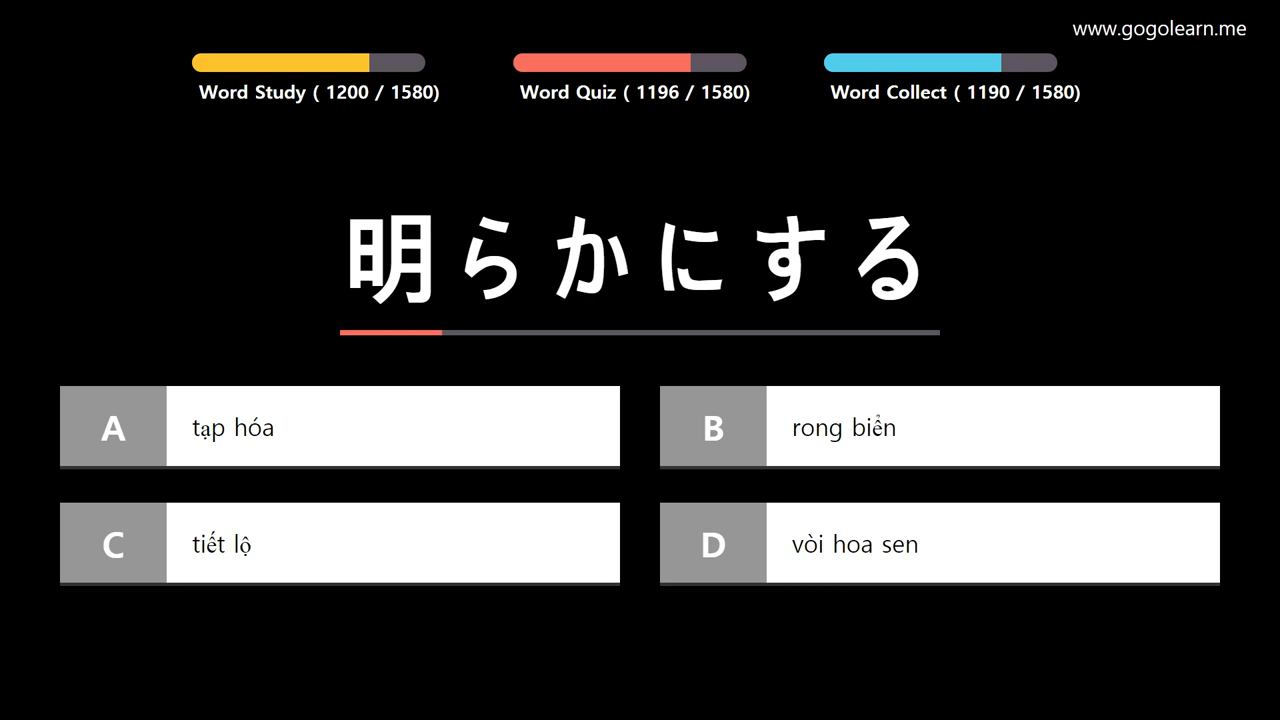 www.gogolearn.me
Word Study ( 1200 / 1580)
Word Quiz ( 1196 / 1580)
Word Collect ( 1190 / 1580)
明らかにする
A
tạp hóa
B
rong biển
C
tiết lộ
D
vòi hoa sen